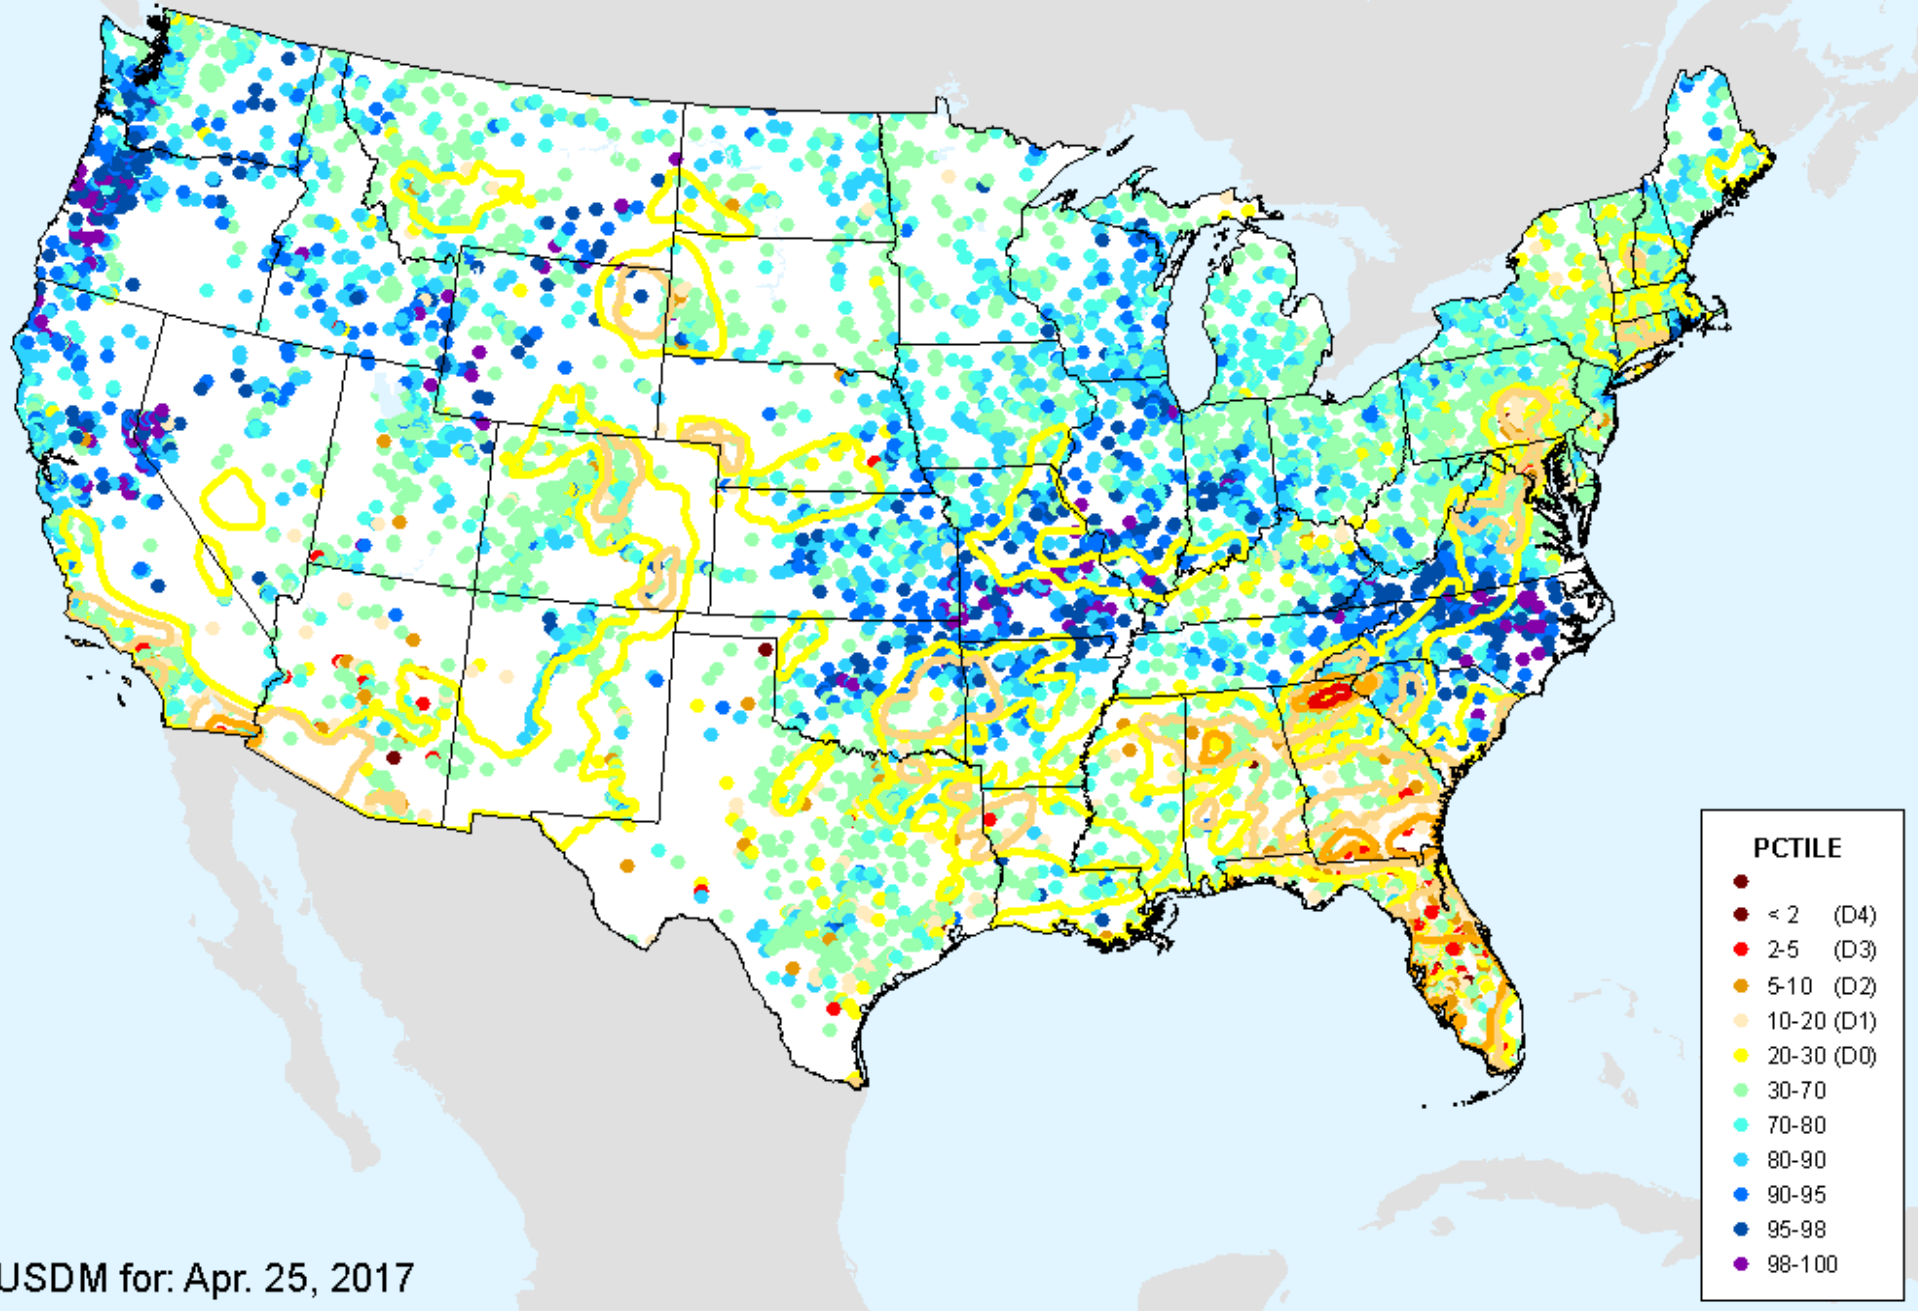 PCTILE
< 2 (D4)
2-5 (D3)
5-10 (D2)
10-20 (D1)
20-30 (D0)
30-70
70-80
80-90
90-95
95-98
98-100
USDM for: Apr. 25, 2017